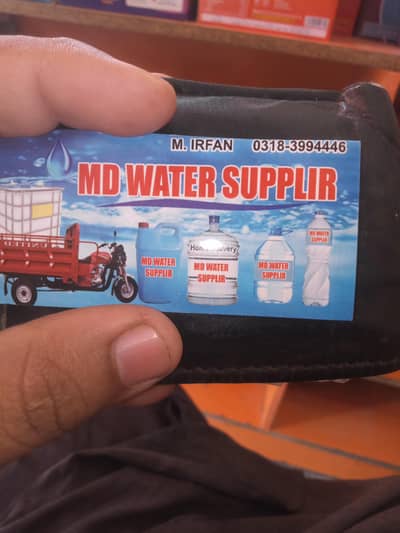 M. IRFAN 0318-3994446
MD WATER SUPPLIR
Home Delivery
MD WATER
SUPPLIR
MD WATER
SUPPLIR
MD WATER
SUPPLIR
MD WATER
SUPPLIR